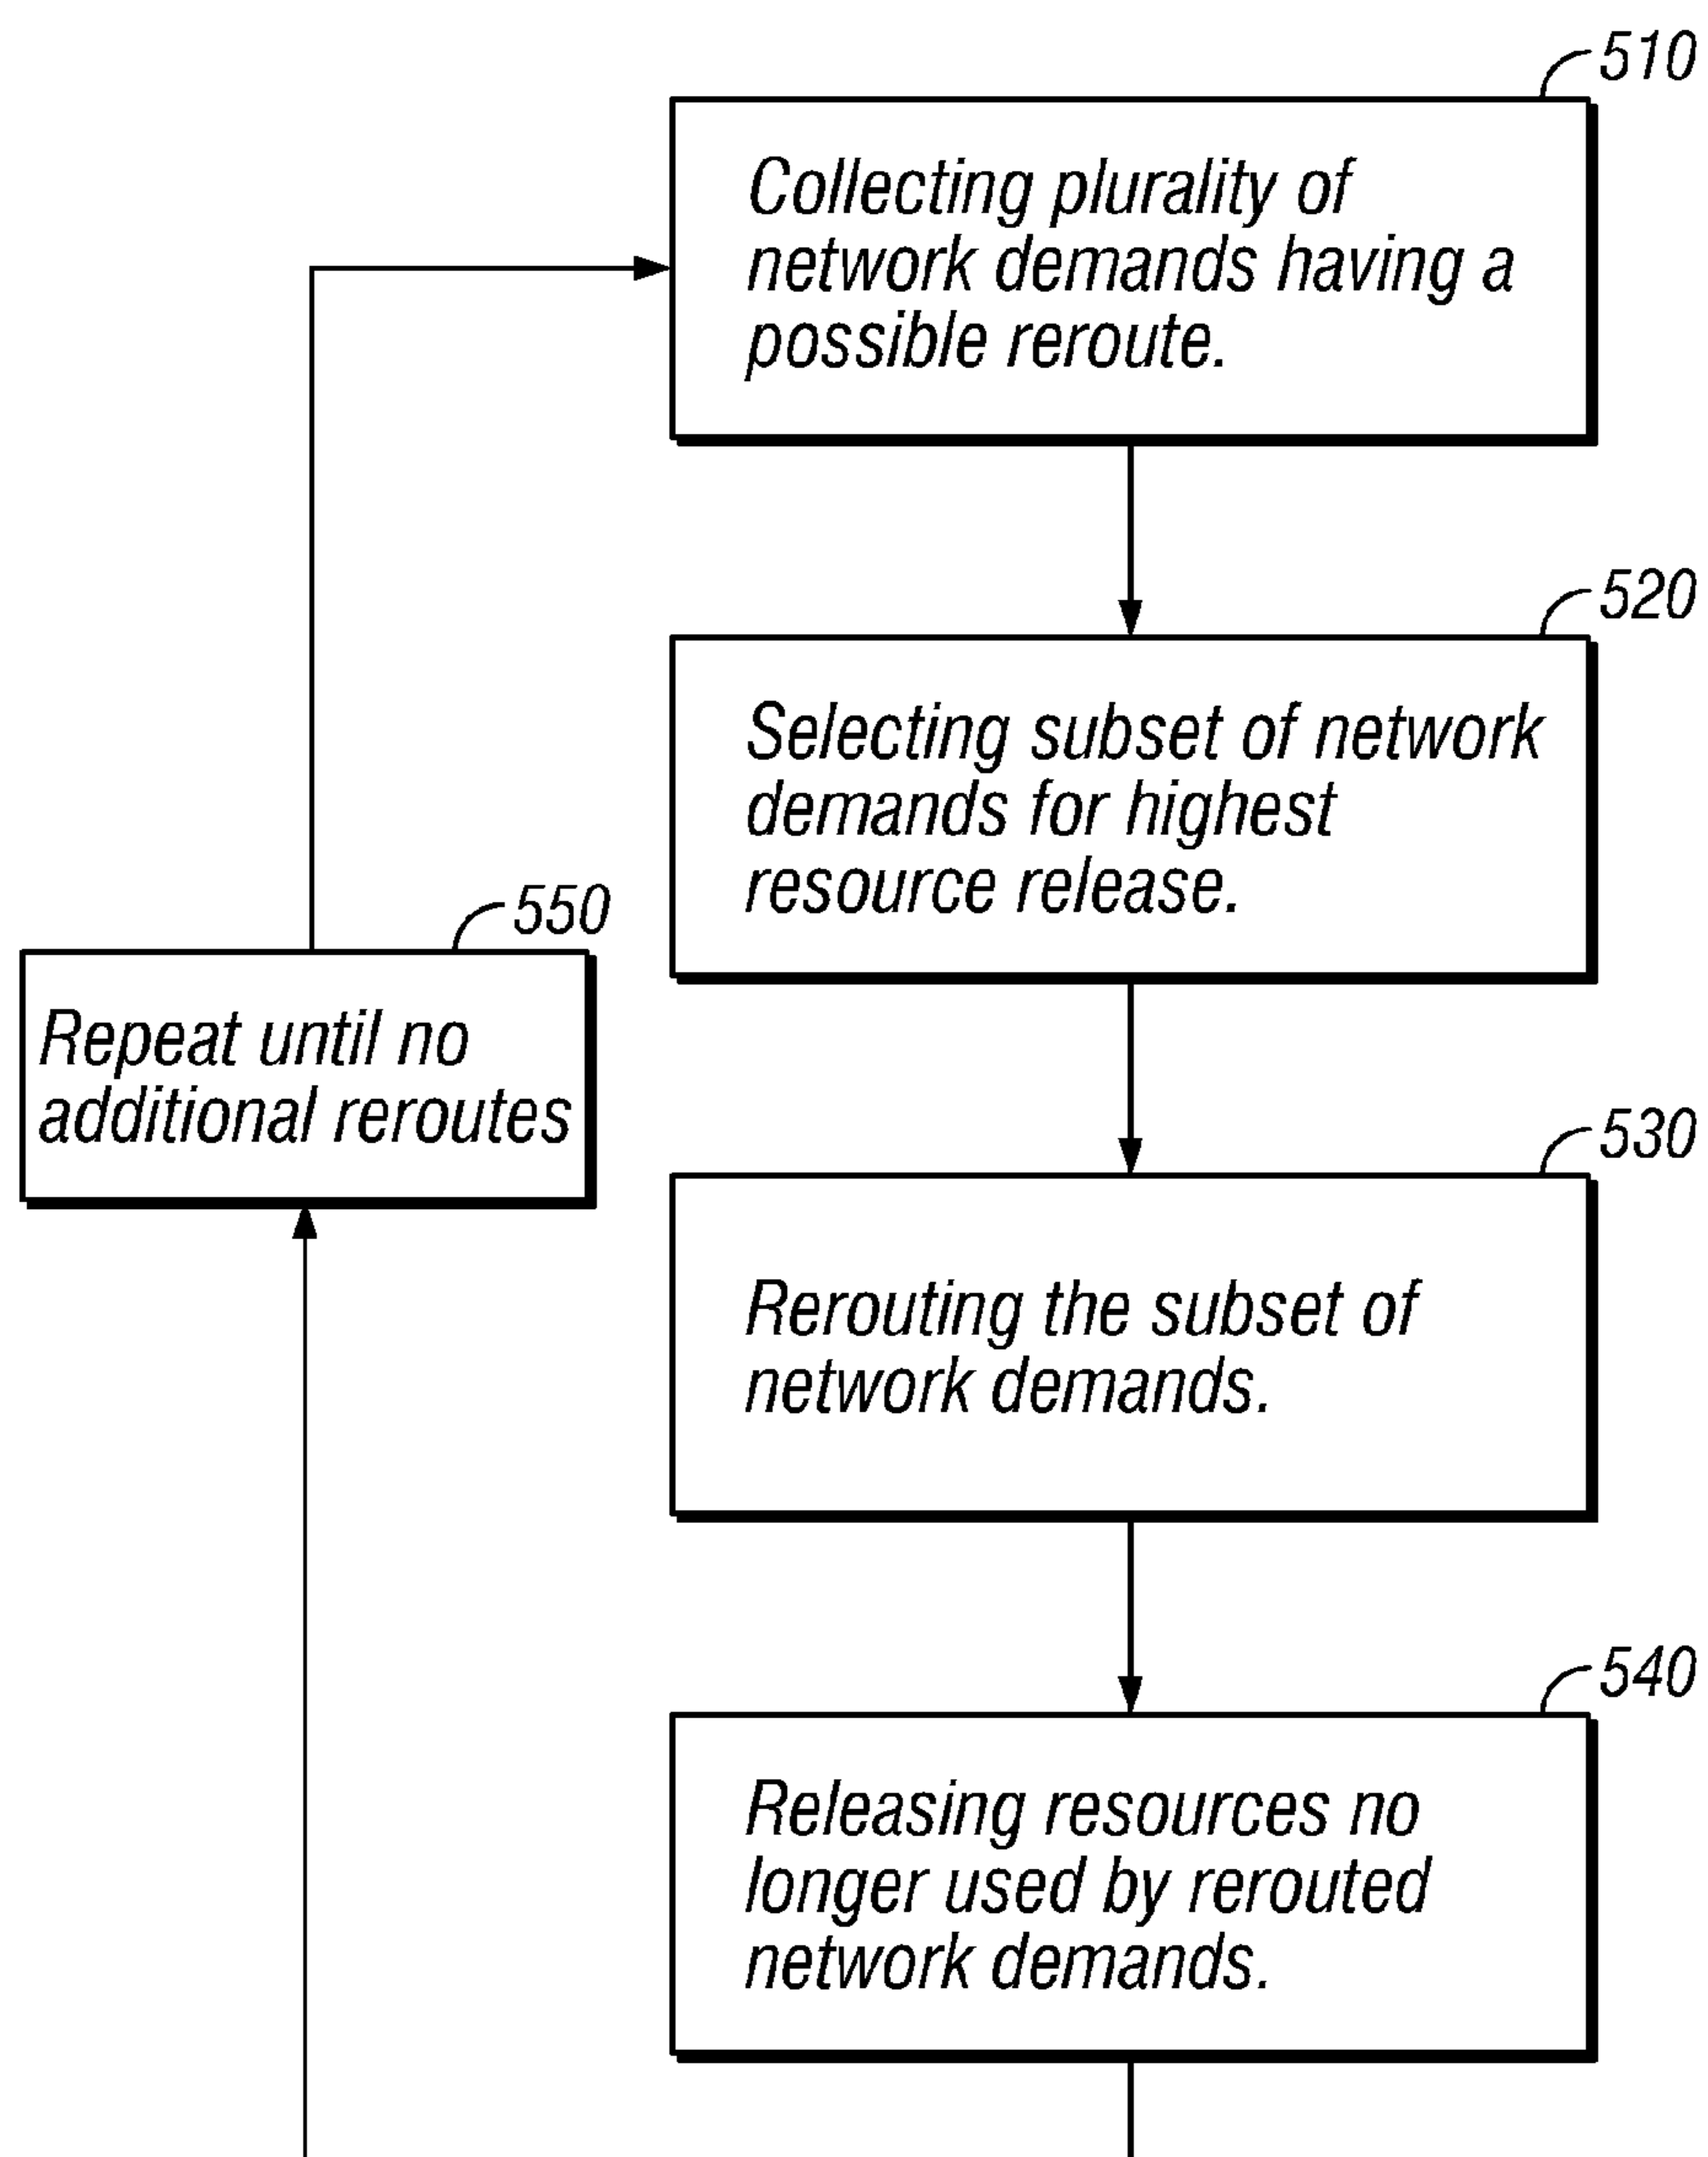 510
Collecting plurality of
network demands having a
possible reroute.
520
Selecting subset of network
demands for highest
resource release.
550
Repeat until no
additional reroutes
530
Rerouting the subset of
network demands.
540
Releasing resources no
longer used by rerouted
network demands.